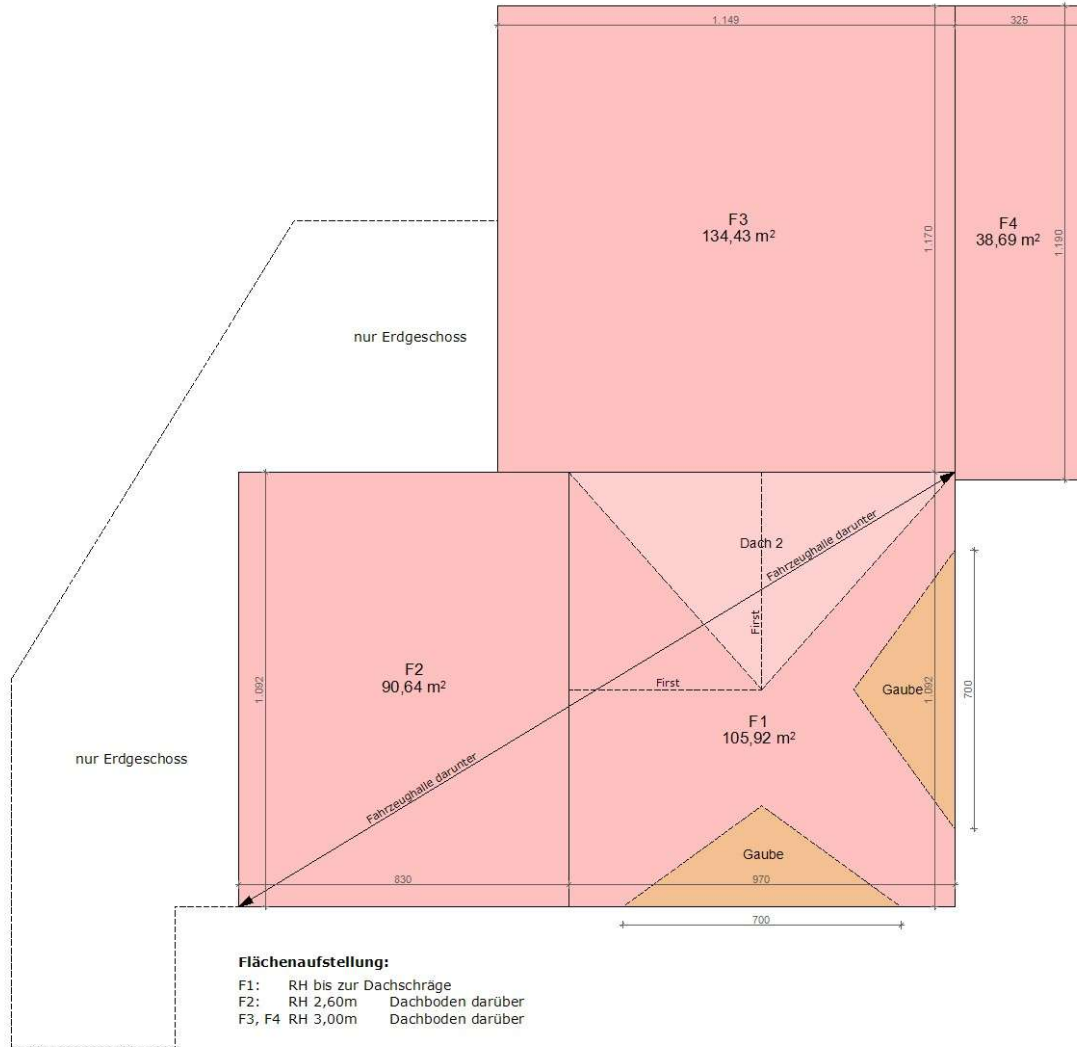 1.149
325
F3
134,43 m²
1.170
F4
38,69 m²
1.190
nur Erdgeschoss
Dach 2
Fahrzeughalle darunter
First
F2
90,64 m²
1.092
First
F1
105,92 m²
Gaube
1.092
700
nur Erdgeschoss
Fahrzeughalle darunter
Gaube
830
970
700
Flächenaufstellung:
F1: RH bis zur Dachschräge
F2: RH 2,60m Dachboden darüber
F3, F4 RH 3,00m Dachboden darüber